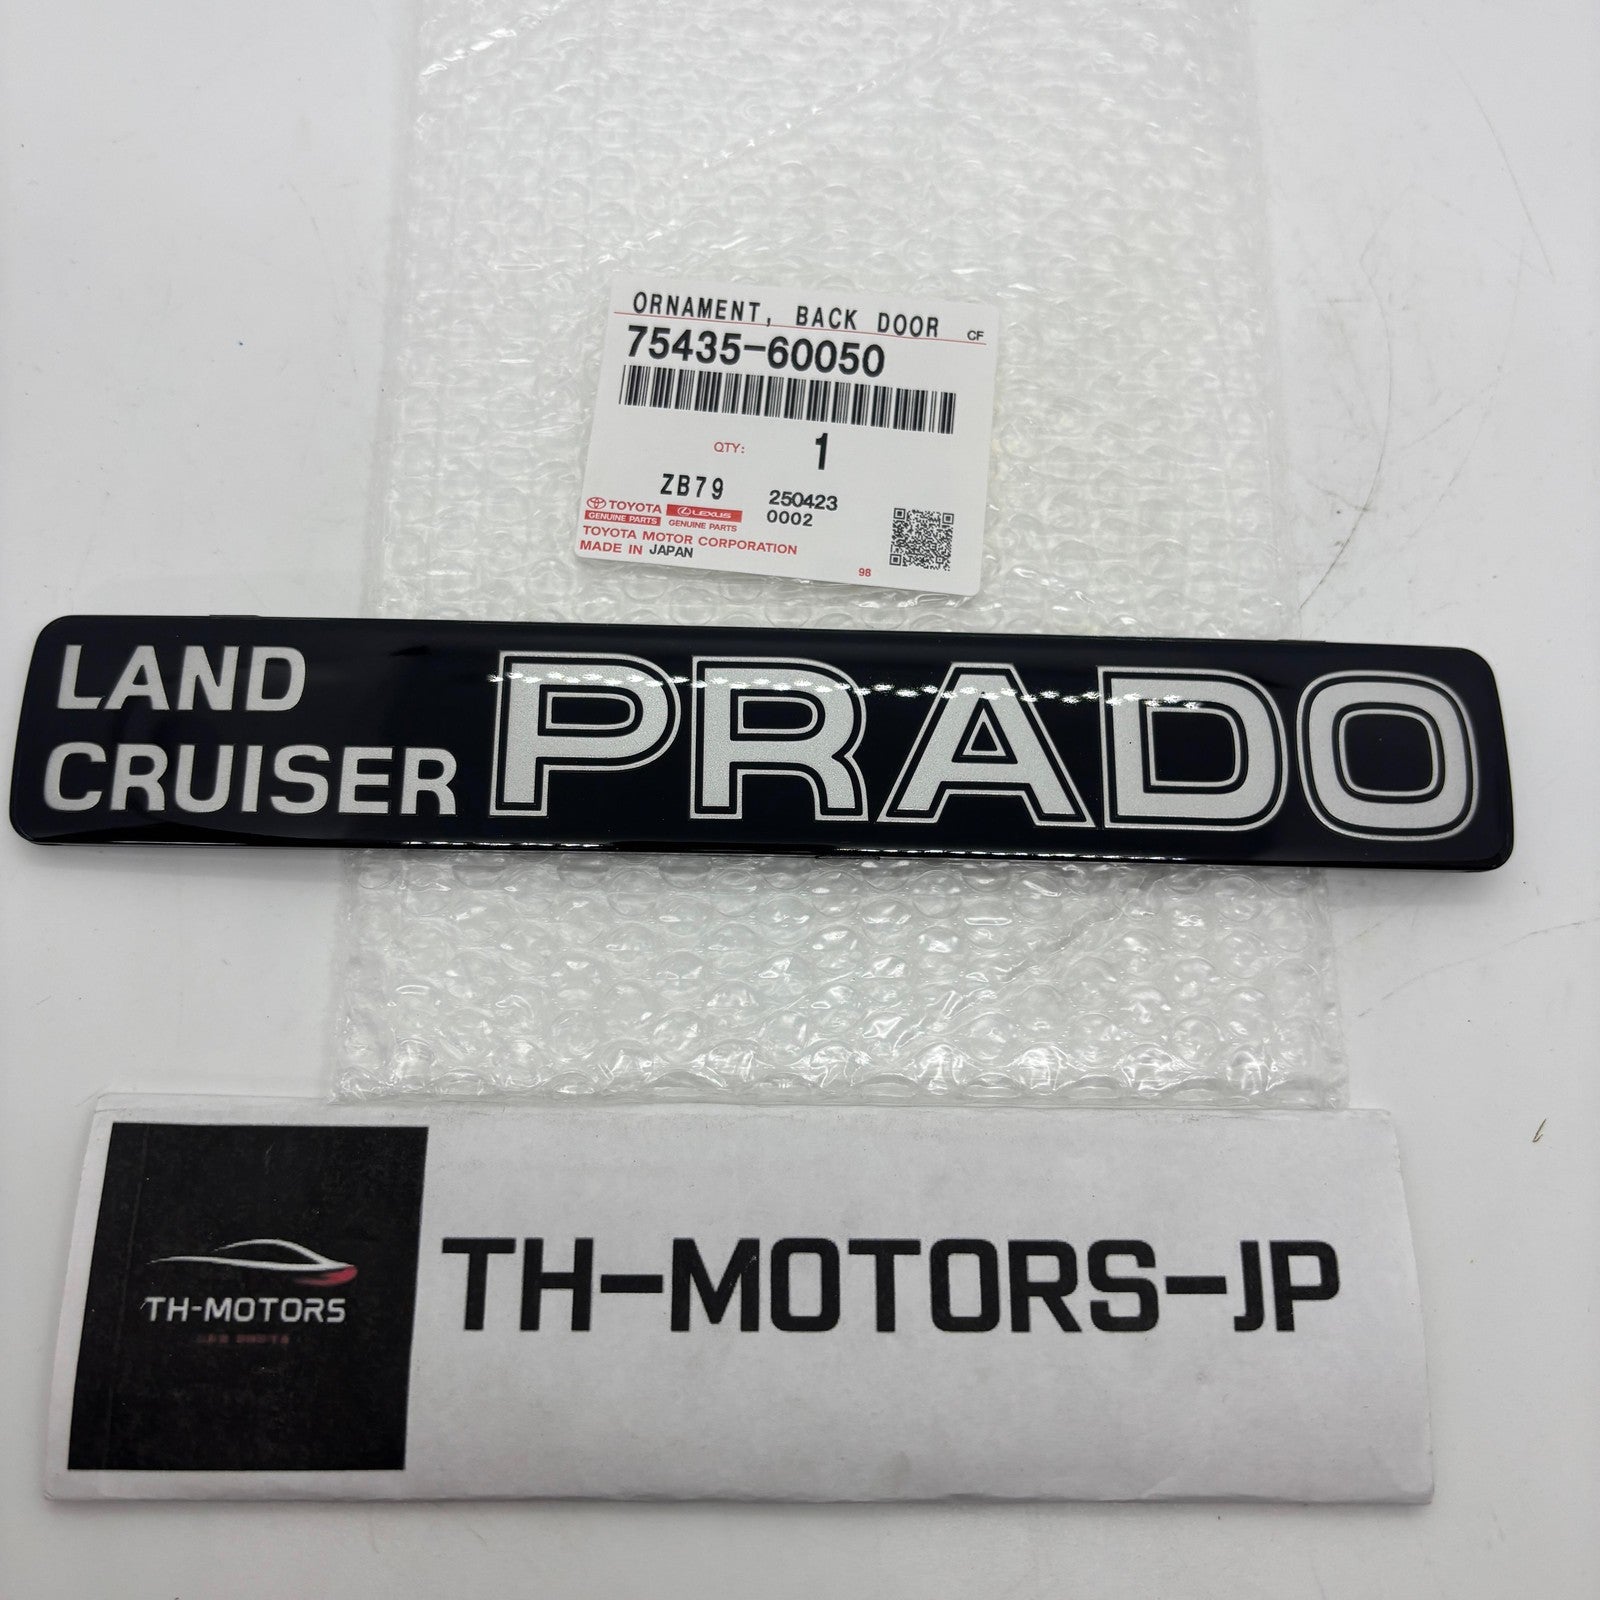 ORNAMENT, BACK DOOR CF
75435-60050
QTY: 1
ZB79 250423
0002
TOYOTA LEXUS
GENUINE PARTS GENUINE PARTS
TOYOTA MOTOR CORPORATION
MADE IN JAPAN
98
LAND
CRUISER
PRADO
TH-MOTORS
TH-MOTORS-JP